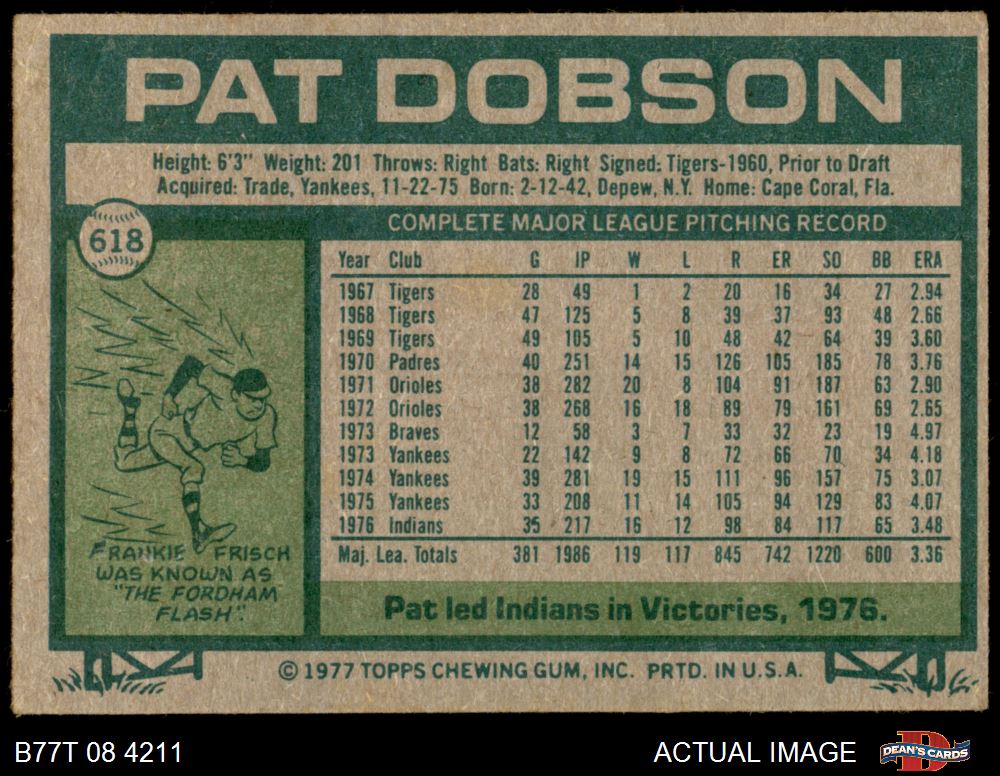 PAT DOBSON
Height: 6'3" Weight: 201 Throws: Right Bats: Right Signed: Tigers-1960, Prior to Draft
Acquired: Trade, Yankees, 11-22-75 Born: 2-12-42, Depew, N.Y. Home: Cape Coral, Fla.
618
COMPLETE MAJOR LEAGUE PITCHING RECORD
Year Club G IP W L R ER SO BB ERA
1967 Tigers 28 49 1 2 20 16 34 27 2.94
1968 Tigers 47 125 5 8 39 37 93 48 2.66
1969 Tigers 49 105 5 10 48 42 64 39 3.60
1970 Padres 40 251 14 15 126 105 185 78 3.76
1971 Orioles 38 282 20 8 104 91 187 63 2.90
1972 Orioles 38 268 16 18 89 79 161 69 2.65
1973 Braves 12 58 3 7 33 32 23 19 4.97
1973 Yankees 22 142 9 8 72 66 70 34 4.18
1974 Yankees 39 281 19 15 111 96 157 75 3.07
1975 Yankees 33 208 11 14 105 94 129 83 4.07
1976 Indians 35 217 16 12 98 84 117 65 3.48
Maj. Lea. Totals 381 1986 119 117 845 742 1220 600 3.36
FRANKIE FRISCH
WAS KNOWN AS
"THE FORDHAM
FLASH".
Pat led Indians in Victories, 1976.
© 1977 TOPPS CHEWING GUM, INC. PRTD. IN U.S.A.
B77T 08 4211
ACTUAL IMAGE
DEAN'S CARDS